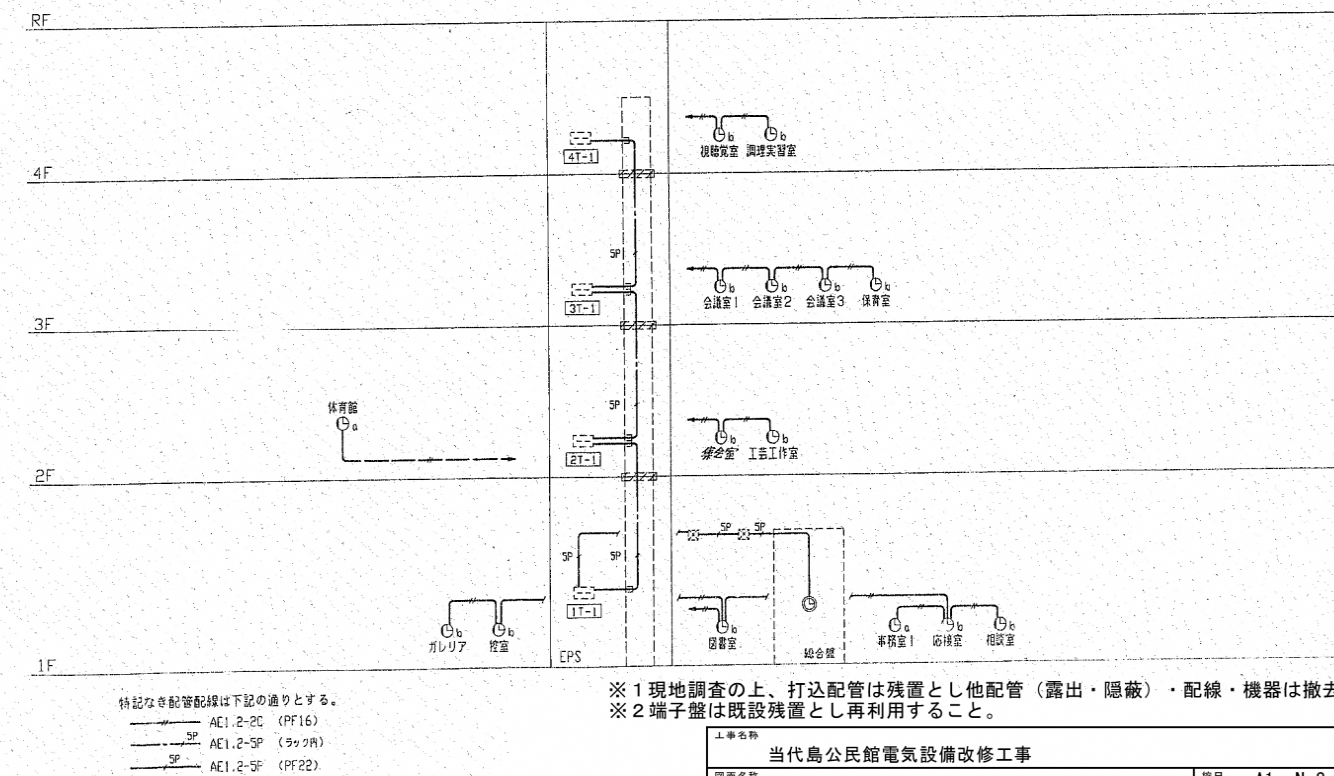 RF
4T-1
b
b
視聴覚室 調理実習室
4F
5P
3T-1
b
b
b
b
会議室1 会議室2 会議室3 保育室
3F
体育館
a
5P
2T-1
b
b
集会室 工芸工作室
2F
5P
5P
5P
5P
1T-1
b
b
ガレリア 控室
b
図書室
総合盤
a
b
b
事務室1 応接室 相談室
EPS
1F
特記なき配管配線は下記の通りとする。
AE1.2-2C (PF16)
5P AE1.2-5P (ラック内)
5P AE1.2-5P (PF22)
※1現地調査の上、打込配管は残置とし他配管(露出・隠蔽)・配線・機器は撤去
※2端子盤は既設残置とし再利用すること。
工事名称
当代島公民館電気設備改修工事